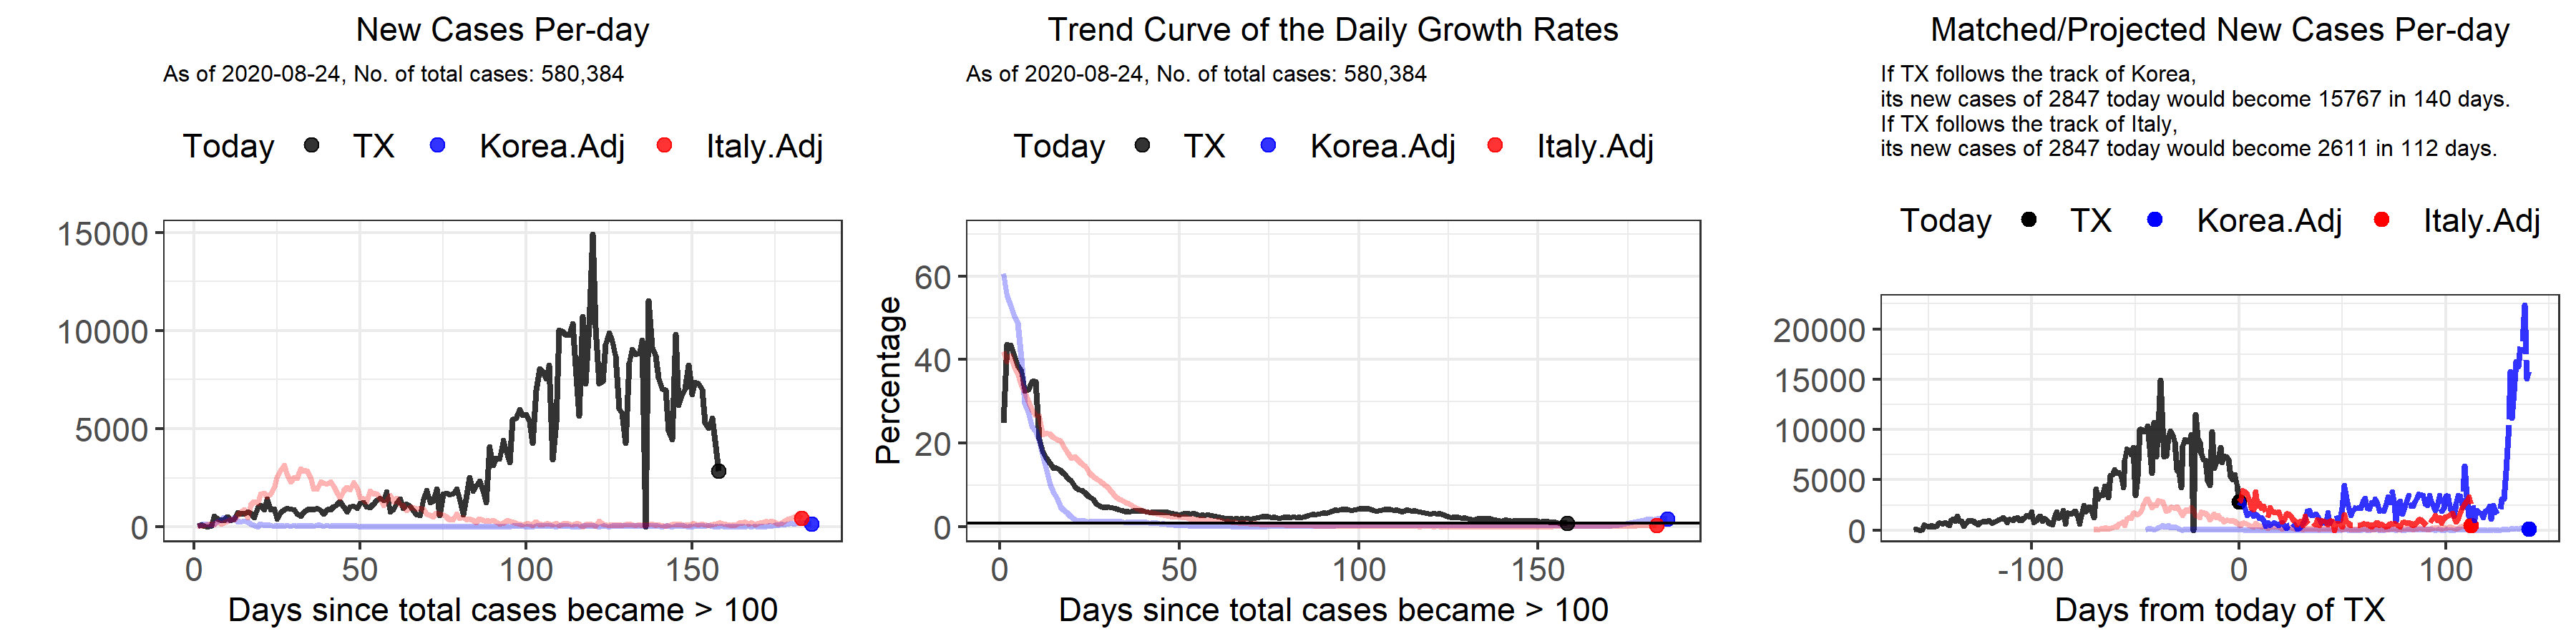 New Cases Per-day
As of 2020-08-24, No. of total cases: 580,384
Today TX Korea.Adj Italy.Adj
15000
10000
5000
0
0 50 100 150
Days since total cases became > 100
Trend Curve of the Daily Growth Rates
As of 2020-08-24, No. of total cases: 580,384
Today TX Korea.Adj Italy.Adj
Percentage
60
40
20
0
0 50 100 150
Days since total cases became > 100
Matched/Projected New Cases Per-day
If TX follows the track of Korea,
its new cases of 2847 today would become 15767 in 140 days.
If TX follows the track of Italy,
its new cases of 2847 today would become 2611 in 112 days.
Today TX Korea.Adj Italy.Adj
20000
15000
10000
5000
0
-100 0 100
Days from today of TX